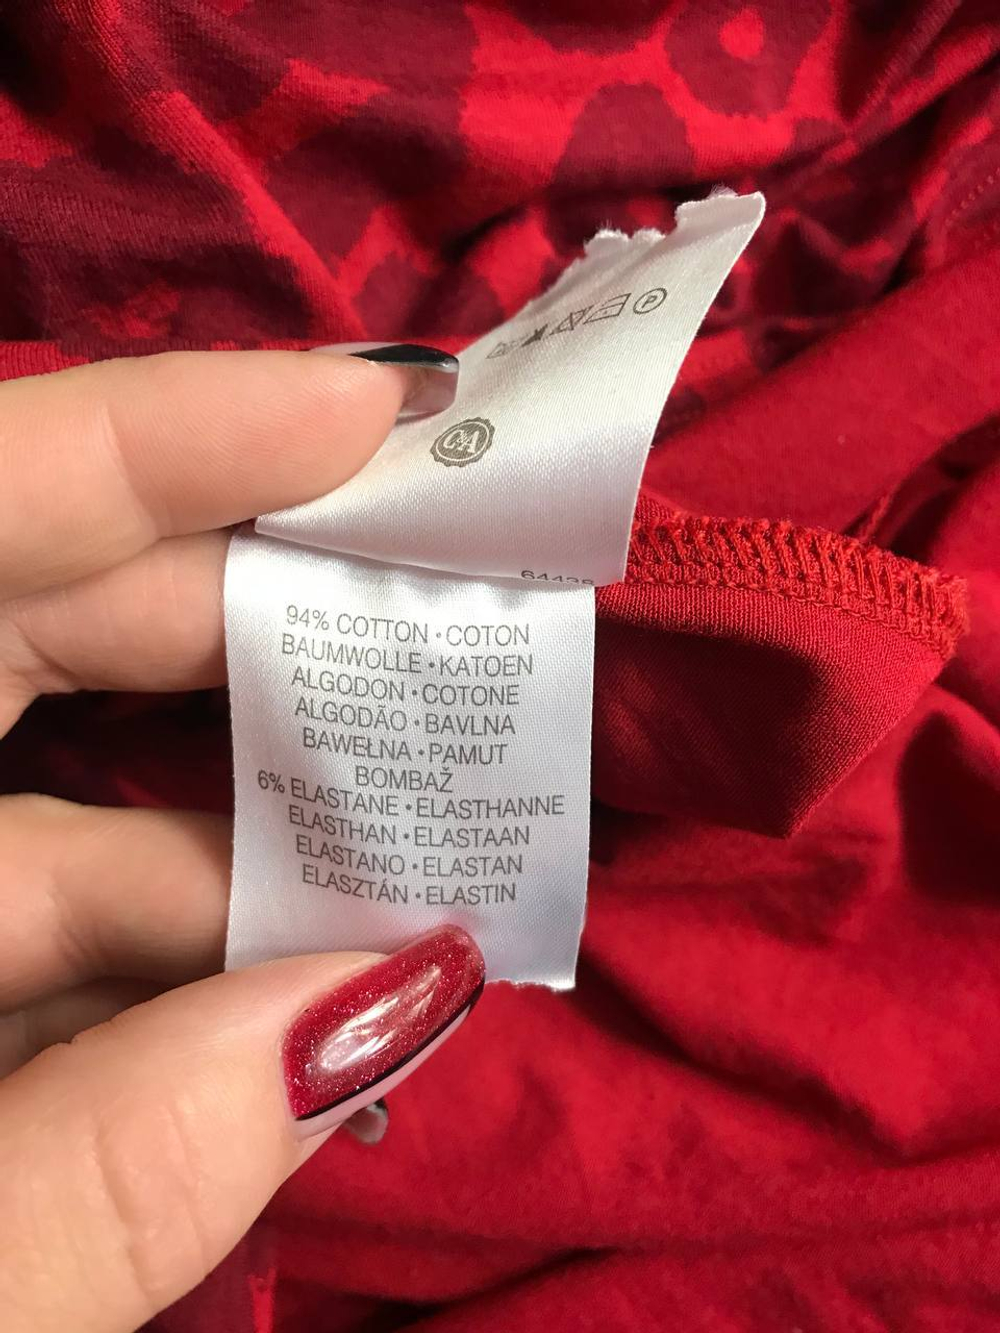 P
C&A
94% COTTON • COTON
BAUMWOLLE • KATOEN
ALGODON • COTONE
ALGODÃO • BAVLNA
BAWEŁNA • PAMUT
BOMBAŽ
6% ELASTANE • ELASTHANNE
ELASTHAN • ELASTAAN
ELASTANO • ELASTAN
ELASZTÁN • ELASTIN